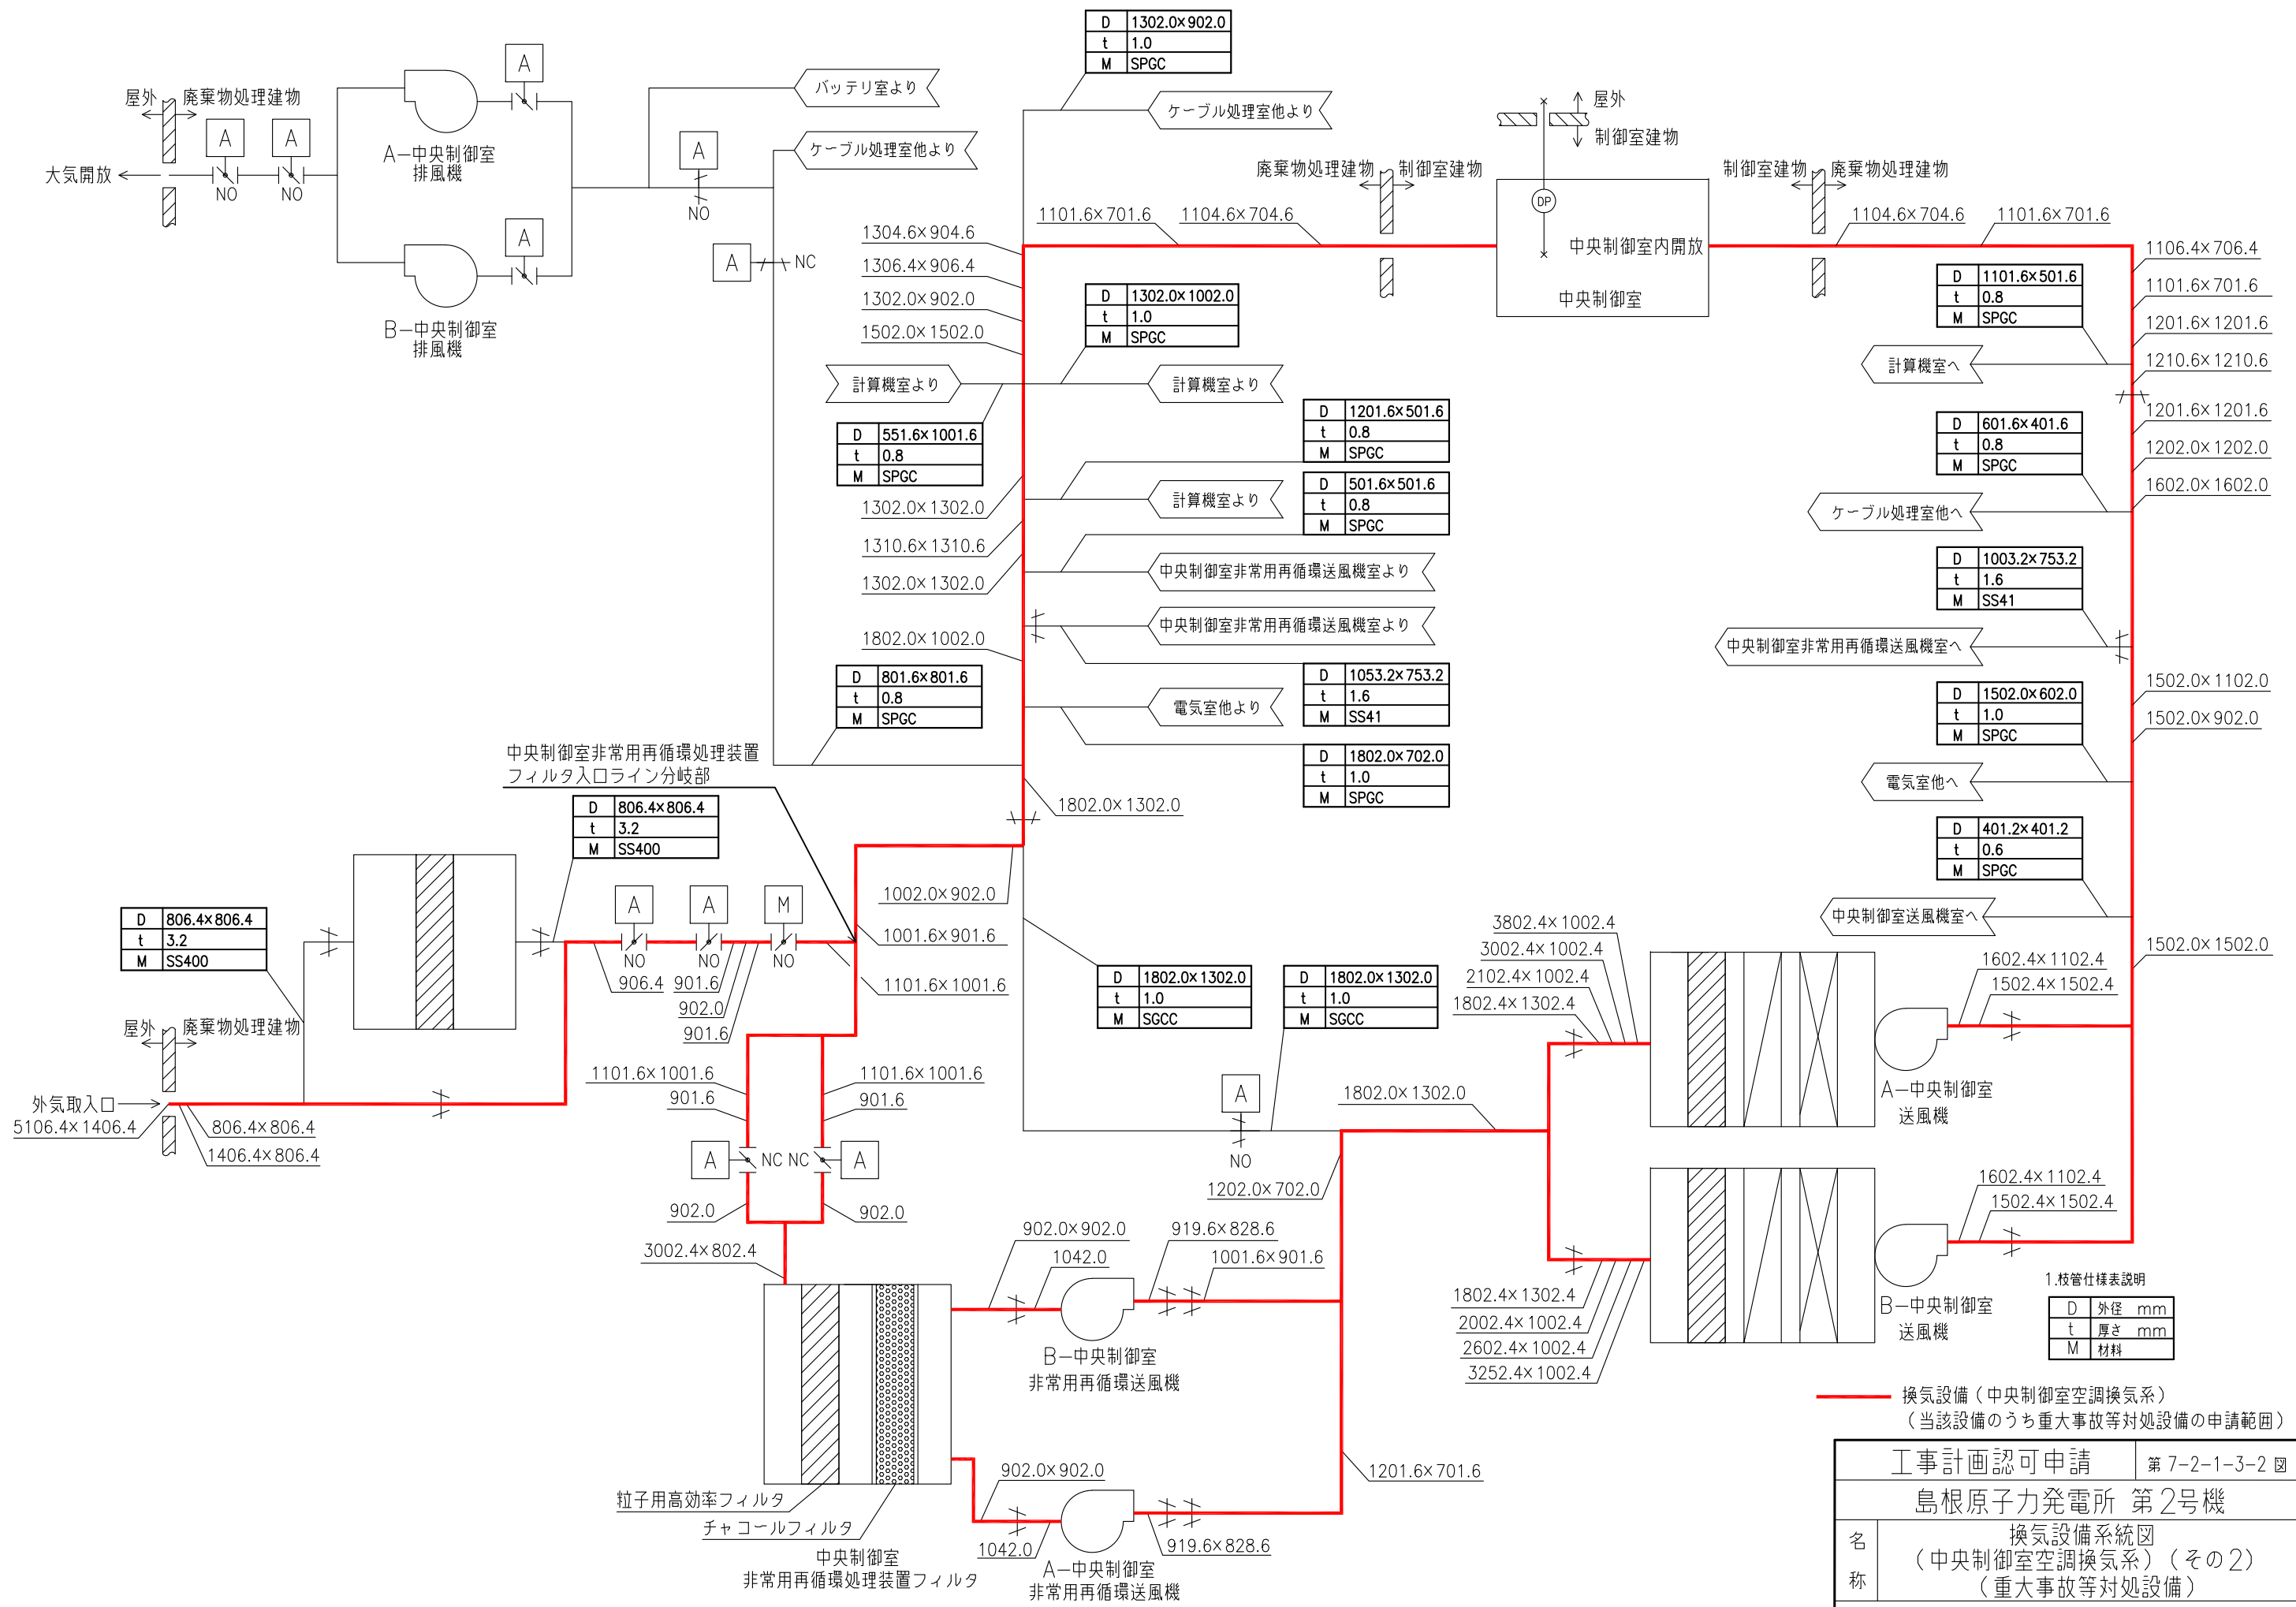 屋外
廃棄物処理建物
大気開放
A
NO
A
NO
A
A
A-中央制御室
排風機
B-中央制御室
排風機
バッテリ室より
ケーブル処理室他より
A
NO
A
NC
D 1302.0×902.0
t 1.0
M SPGC
ケーブル処理室他より
屋外
制御室建物
廃棄物処理建物
制御室建物
制御室建物
廃棄物処理建物
DP
中央制御室内開放
中央制御室
1101.6×701.6
1104.6×704.6
1104.6×704.6
1101.6×701.6
1304.6×904.6
1306.4×906.4
1302.0×902.0
1502.0×1502.0
D 1302.0×1002.0
t 1.0
M SPGC
計算機室より
計算機室より
D 551.6×1001.6
t 0.8
M SPGC
D 1201.6×501.6
t 0.8
M SPGC
計算機室より
D 501.6×501.6
t 0.8
M SPGC
1302.0×1302.0
1310.6×1310.6
1302.0×1302.0
中央制御室非常用再循環送風機室より
中央制御室非常用再循環送風機室より
1802.0×1002.0
D 801.6×801.6
t 0.8
M SPGC
D 1053.2×753.2
t 1.6
M SS41
電気室他より
D 1802.0×702.0
t 1.0
M SPGC
1802.0×1302.0
1106.4×706.4
1101.6×701.6
1201.6×1201.6
1210.6×1210.6
1201.6×1201.6
1202.0×1202.0
1602.0×1602.0
D 1101.6×501.6
t 0.8
M SPGC
計算機室へ
D 601.6×401.6
t 0.8
M SPGC
ケーブル処理室他へ
D 1003.2×753.2
t 1.6
M SS41
中央制御室非常用再循環送風機室へ
1502.0×1102.0
1502.0×902.0
D 1502.0×602.0
t 1.0
M SPGC
電気室他へ
D 401.2×401.2
t 0.6
M SPGC
中央制御室送風機室へ
1502.0×1502.0
中央制御室非常用再循環処理装置
フィルタ入口ライン分岐部
D 806.4×806.4
t 3.2
M SS400
D 806.4×806.4
t 3.2
M SS400
A
NO
A
NO
M
NO
906.4
901.6
902.0
901.6
1002.0×902.0
1001.6×901.6
1101.6×1001.6
屋外
廃棄物処理建物
外気取入口
5106.4×1406.4
806.4×806.4
1406.4×806.4
1101.6×1001.6
901.6
1101.6×1001.6
901.6
A
NC
NC
A
902.0
902.0
3002.4×802.4
D 1802.0×1302.0
t 1.0
M SGCC
D 1802.0×1302.0
t 1.0
M SGCC
A
NO
1802.0×1302.0
1202.0×702.0
3802.4×1002.4
3002.4×1002.4
2102.4×1002.4
1802.4×1302.4
1602.4×1102.4
1502.4×1502.4
A-中央制御室
送風機
1602.4×1102.4
1502.4×1502.4
B-中央制御室
送風機
1802.4×1302.4
2002.4×1002.4
2602.4×1002.4
3252.4×1002.4
902.0×902.0
1042.0
919.6×828.6
1001.6×901.6
B-中央制御室
非常用再循環送風機
902.0×902.0
1042.0
919.6×828.6
1201.6×701.6
A-中央制御室
非常用再循環送風機
粒子用高効率フィルタ
チャコールフィルタ
中央制御室
非常用再循環処理装置フィルタ
1.枝管仕様表説明
D 外径 mm
t 厚さ mm
M 材料
換気設備(中央制御室空調換気系)
(当該設備のうち重大事故等対処設備の申請範囲)
工事計画認可申請 第 7-2-1-3-2 図
島根原子力発電所 第2号機
名称
換気設備系統図
(中央制御室空調換気系)(その2)
(重大事故等対処設備)